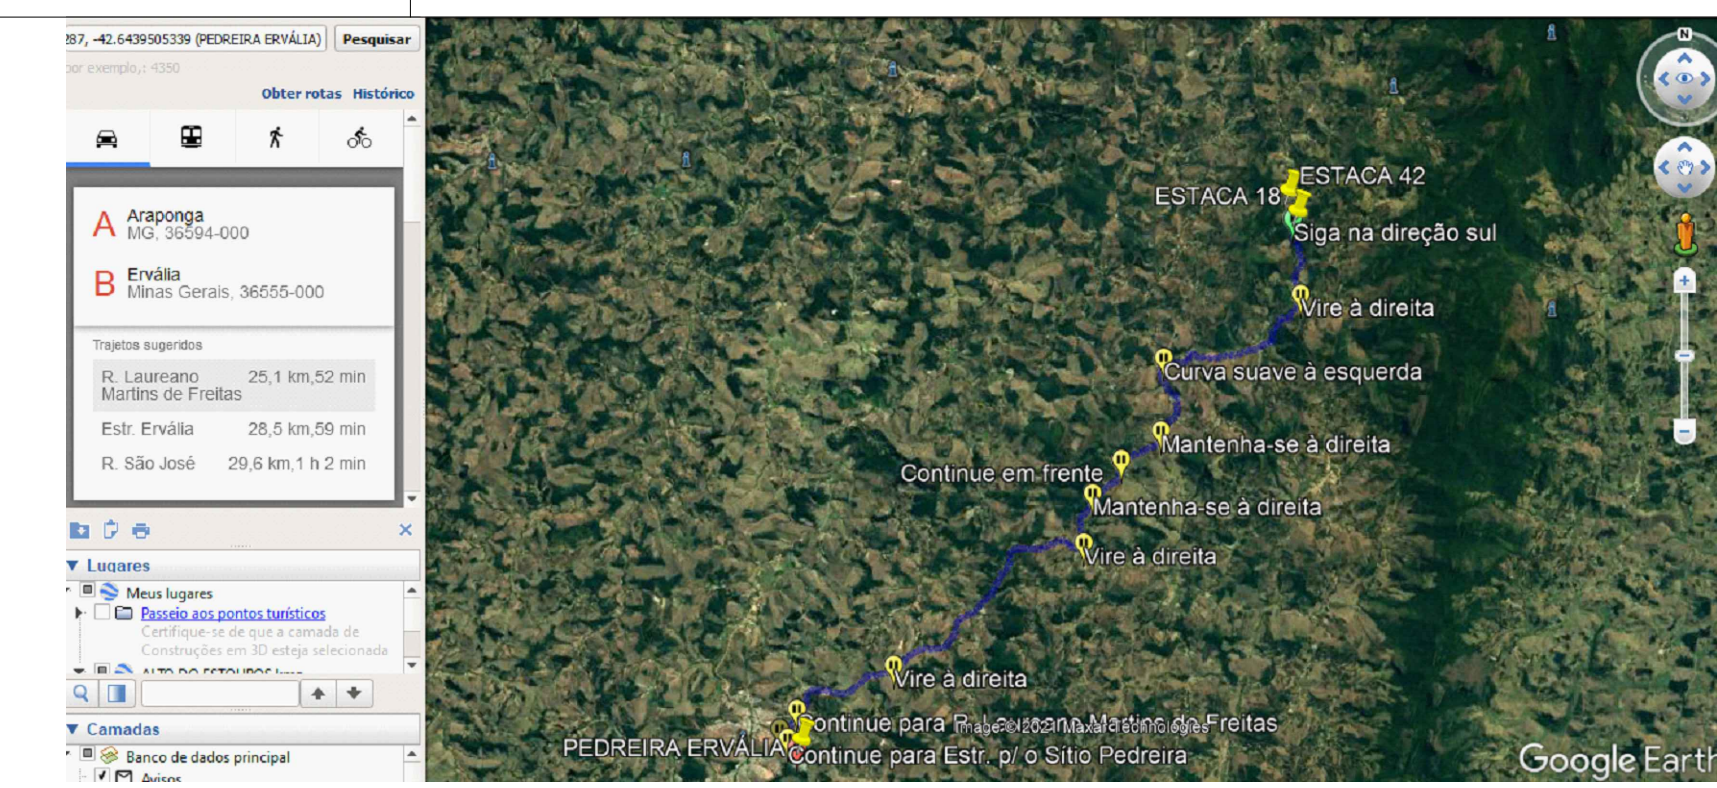 287, -42.6439505339 (PEDREIRA ERVÁLIA)
Pesquisar
por exemplo,: 4350
Obter rotas Histórico
A Araponga
MG, 36594-000
B Ervália
Minas Gerais, 36555-000
Trajetos sugeridos
R. Laureano 25,1 km,52 min
Martins de Freitas
Estr. Ervália 28,5 km,59 min
R. São José 29,6 km,1 h 2 min
Lugares
Meus lugares
Passeio aos pontos turísticos
Certifique-se de que a camada de
Construções em 3D esteja selecionada
Camadas
Banco de dados principal
Avisos
N
ESTACA 42
ESTACA 18
Siga na direção sul
Vire à direita
Curva suave à esquerda
Mantenha-se à direita
Continue em frente
Mantenha-se à direita
Vire à direita
Vire à direita
Continue para R. Laureano Martins de Freitas
Image © 2021 Maxar Technologies
PEDREIRA ERVÁLIA
Continue para Estr. p/ o Sítio Pedreira
Google Earth